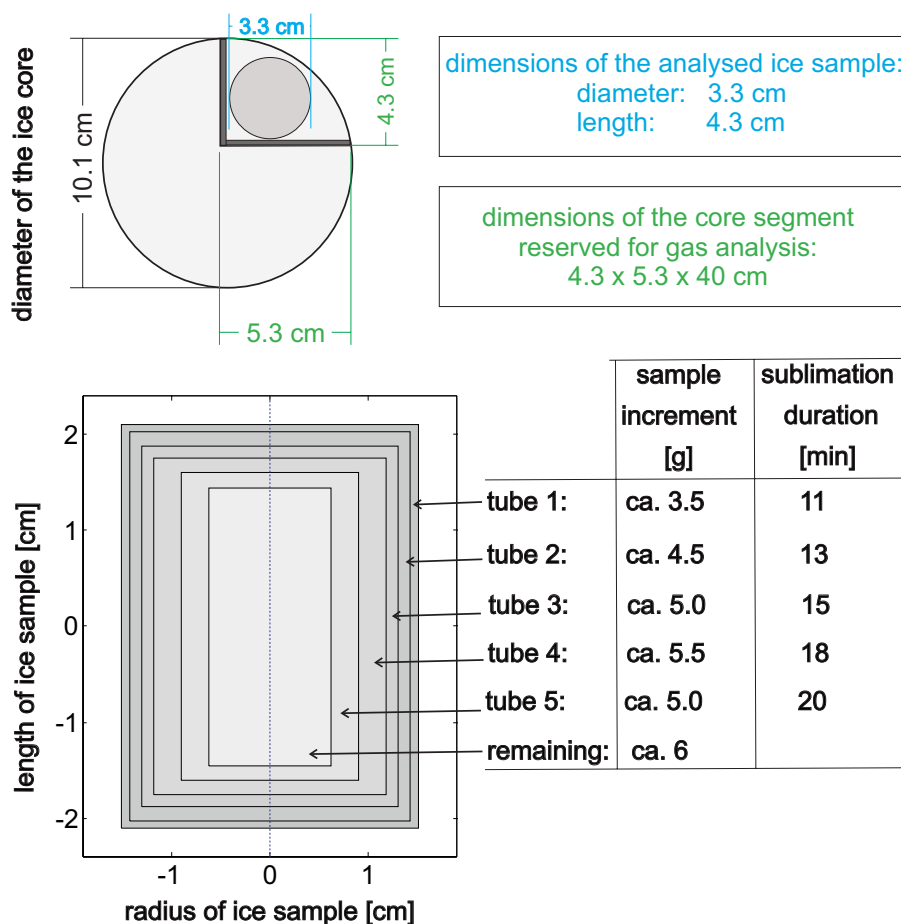 3.3 cm
diameter of the ice core
10.1 cm
4.3 cm
5.3 cm
dimensions of the analysed ice sample:
diameter: 3.3 cm
length: 4.3 cm
dimensions of the core segment
reserved for gas analysis:
4.3 x 5.3 x 40 cm
length of ice sample [cm]
2
1
0
-1
-2
-1 0 1
radius of ice sample [cm]
sample sublimation
increment duration
[g] [min]
tube 1: ca. 3.5 11
tube 2: ca. 4.5 13
tube 3: ca. 5.0 15
tube 4: ca. 5.5 18
tube 5: ca. 5.0 20
remaining: ca. 6